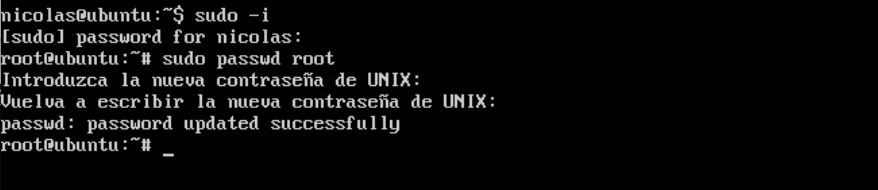 nicolas@ubuntu:~$ sudo -i
[sudo] password for nicolas:
root@ubuntu:~# sudo passwd root
Introduzca la nueva contraseña de UNIX:
Vuelva a escribir la nueva contraseña de UNIX:
passwd: password updated successfully
root@ubuntu:~# _